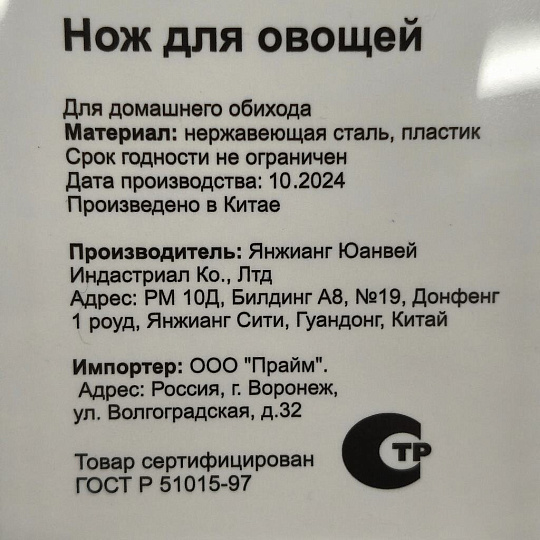 Нож для овощей
Для домашнего обихода
Материал: нержавеющая сталь, пластик
Срок годности не ограничен
Дата производства: 10.2024
Произведено в Китае
Производитель: Янжианг Юанвей
Индастриал Ко., Лтд
Адрес: РМ 10Д, Билдинг А8, №19, Донфенг
1 роуд, Янжианг Сити, Гуандонг, Китай
Импортер: ООО "Прайм".
Адрес: Россия, г. Воронеж,
ул. Волгоградская, д.32
Товар сертифицирован
ГОСТ Р 51015-97
СТР